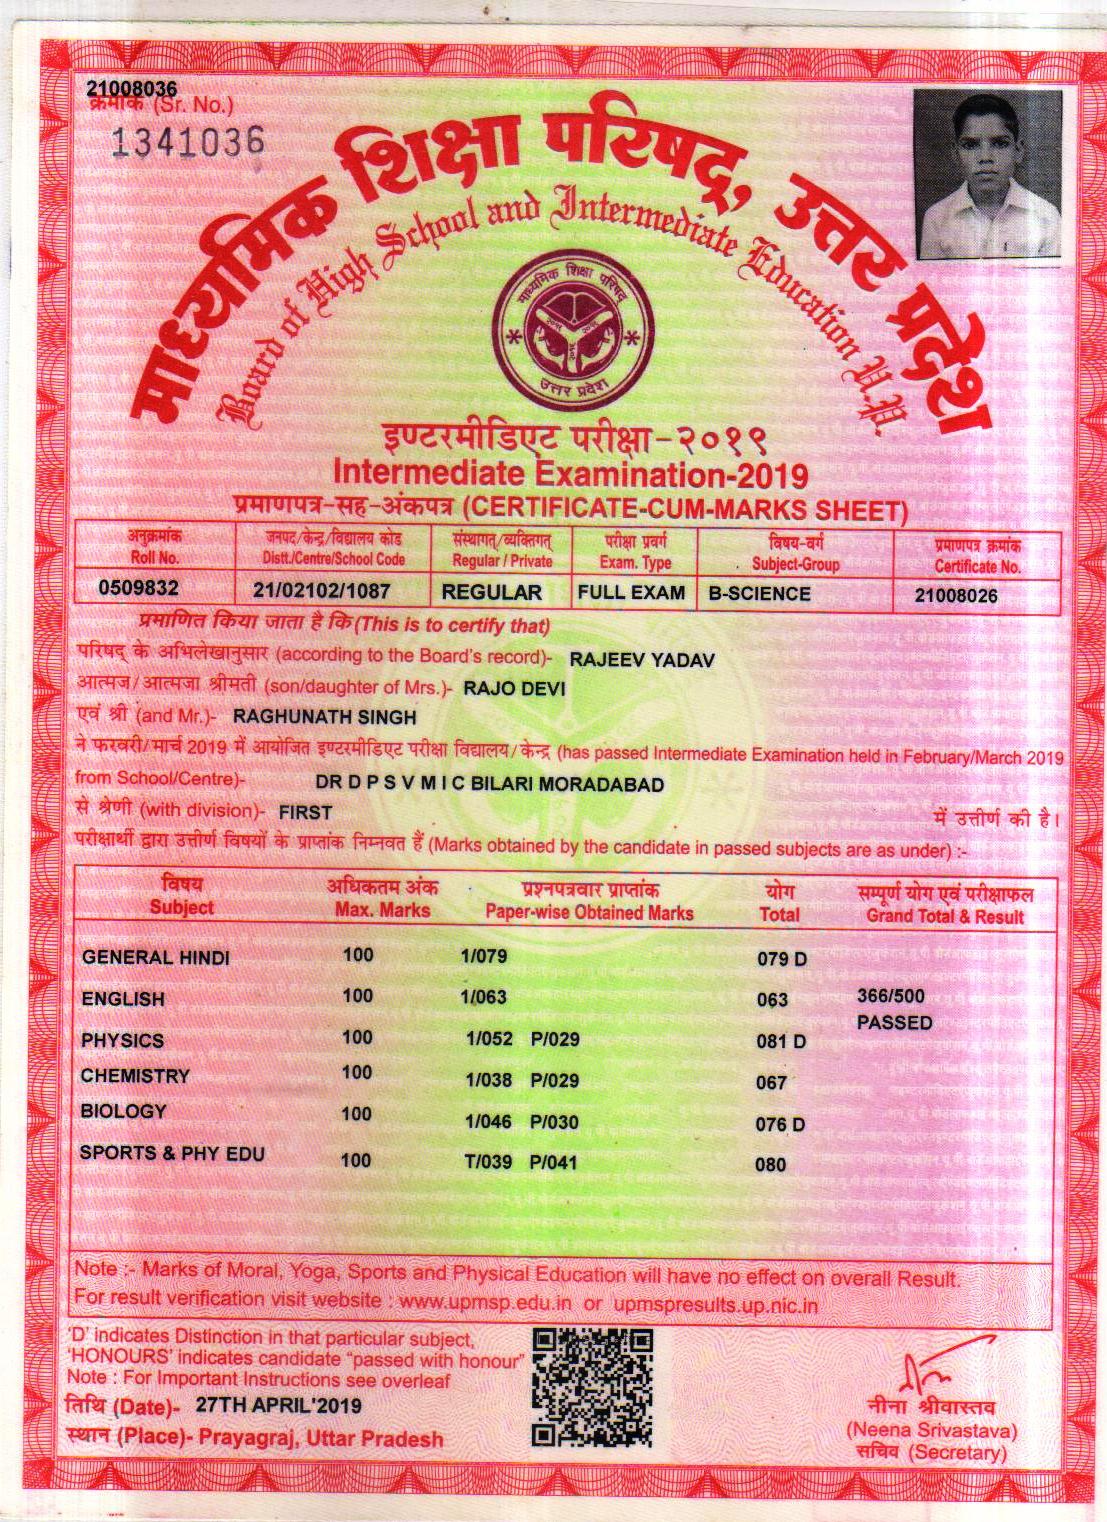 21008036
क्रमांक (Sr. No.)
1341036
माध्यमिक शिक्षा परिषद्, उत्तर प्रदेश
Board of High School and Intermediate Education U.P.
माध्यमिक शिक्षा परिषद्
उत्तर प्रदेश
इण्टरमीडिएट परीक्षा-२०१९
Intermediate Examination-2019
प्रमाणपत्र-सह-अंकपत्र (CERTIFICATE-CUM-MARKS SHEET)
अनुक्रमांक जनपद/केन्द्र/विद्यालय कोड संस्थागत्/व्यक्तिगत् परीक्षा प्रवर्ग विषय-वर्ग प्रमाणपत्र क्रमांक
Roll No. Distt./Centre/School Code Regular / Private Exam. Type Subject-Group Certificate No.
0509832 21/02102/1087 REGULAR FULL EXAM B-SCIENCE 21008026
प्रमाणित किया जाता है कि (This is to certify that)
परिषद् के अभिलेखानुसार (according to the Board's record)- RAJEEV YADAV
आत्मज/आत्मजा श्रीमती (son/daughter of Mrs.)- RAJO DEVI
एवं श्री (and Mr.)- RAGHUNATH SINGH
ने फरवरी/मार्च 2019 में आयोजित इण्टरमीडिएट परीक्षा विद्यालय/केन्द्र (has passed Intermediate Examination held in February/March 2019
from School/Centre)- DR D P S V M I C BILARI MORADABAD
से श्रेणी (with division)- FIRST में उत्तीर्ण की है।
परीक्षार्थी द्वारा उत्तीर्ण विषयों के प्राप्तांक निम्नवत हैं (Marks obtained by the candidate in passed subjects are as under) :-
विषय अधिकतम अंक प्रश्नपत्रवार प्राप्तांक योग सम्पूर्ण योग एवं परीक्षाफल
Subject Max. Marks Paper-wise Obtained Marks Total Grand Total & Result
GENERAL HINDI 100 1/079 079 D
ENGLISH 100 1/063 063 366/500
PASSED
PHYSICS 100 1/052 P/029 081 D
CHEMISTRY 100 1/038 P/029 067
BIOLOGY 100 1/046 P/030 076 D
SPORTS & PHY EDU 100 T/039 P/041 080
Note :- Marks of Moral, Yoga, Sports and Physical Education will have no effect on overall Result.
For result verification visit website : www.upmsp.edu.in or upmspresults.up.nic.in
'D' indicates Distinction in that particular subject,
'HONOURS' indicates candidate "passed with honour"
Note : For Important Instructions see overleaf
तिथि (Date)- 27TH APRIL'2019
स्थान (Place)- Prayagraj, Uttar Pradesh
नीना श्रीवास्तव
(Neena Srivastava)
सचिव (Secretary)